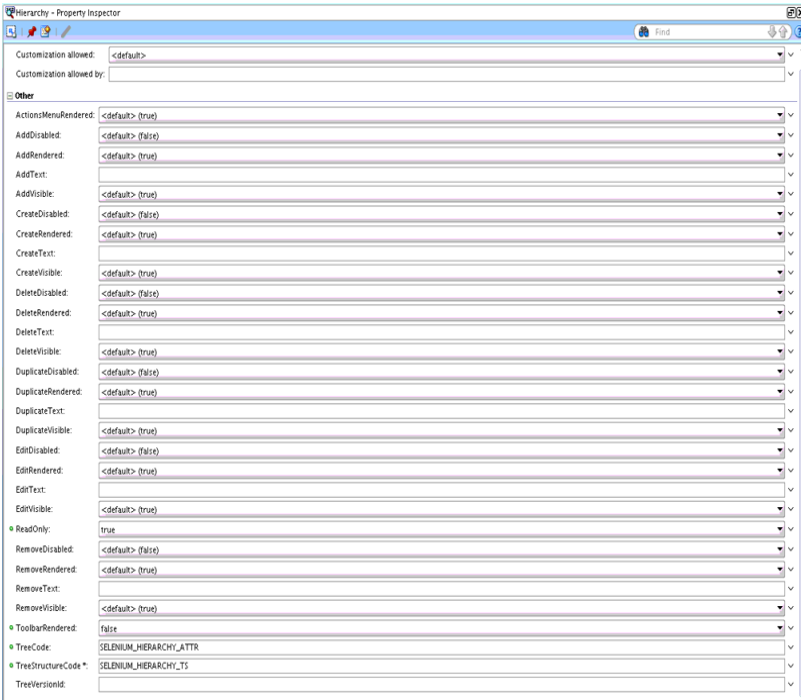 Hierarchy - Property Inspector
Find
Customization allowed: <default>
Customization allowed by:
Other
ActionsMenuRendered: <default> (true)
AddDisabled: <default> (false)
AddRendered: <default> (true)
AddText:
AddVisible: <default> (true)
CreateDisabled: <default> (false)
CreateRendered: <default> (true)
CreateText:
CreateVisible: <default> (true)
DeleteDisabled: <default> (false)
DeleteRendered: <default> (true)
DeleteText:
DeleteVisible: <default> (true)
DuplicateDisabled: <default> (false)
DuplicateRendered: <default> (true)
DuplicateText:
DuplicateVisible: <default> (true)
EditDisabled: <default> (false)
EditRendered: <default> (true)
EditText:
EditVisible: <default> (true)
ReadOnly: true
RemoveDisabled: <default> (false)
RemoveRendered: <default> (true)
RemoveText:
RemoveVisible: <default> (true)
ToolbarRendered: false
TreeCode: SELENIUM_HIERARCHY_ATTR
TreeStructureCode *: SELENIUM_HIERARCHY_TS
TreeVersionId: